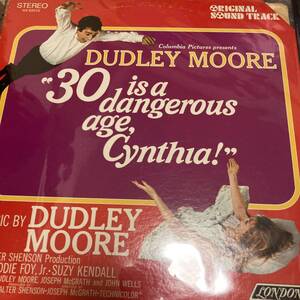 STEREO
ORIGINAL
SOUND TRACK
Columbia Pictures presents
DUDLEY MOORE
"30 is a
dangerous
age,
Cynthia!"
IC BY DUDLEY
MOORE
ER SHENSON Production
DDIE FOY, Jr.-SUZY KENDALL
DUDLEY MOORE, JOSEPH McGRATH and JOHN WELLS
ALTER SHENSON-JOSEPH McGRATH-TECHNICOLOR
LONDON